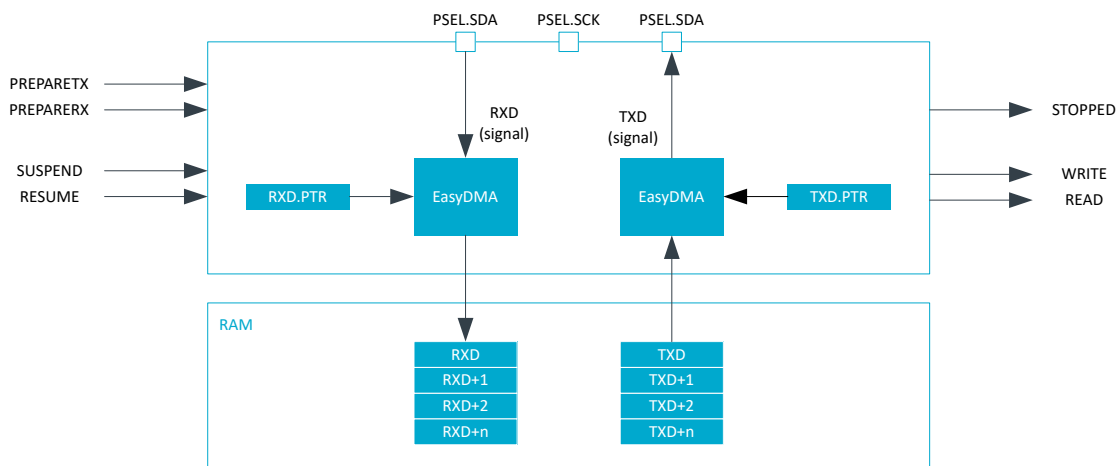 PSEL.SDA
PSEL.SCK
PSEL.SDA
PREPARETX
PREPARERX
SUSPEND
RESUME
RXD
(signal)
TXD
(signal)
STOPPED
WRITE
READ
RXD.PTR
EasyDMA
EasyDMA
TXD.PTR
RAM
RXD
RXD+1
RXD+2
RXD+n
TXD
TXD+1
TXD+2
TXD+n